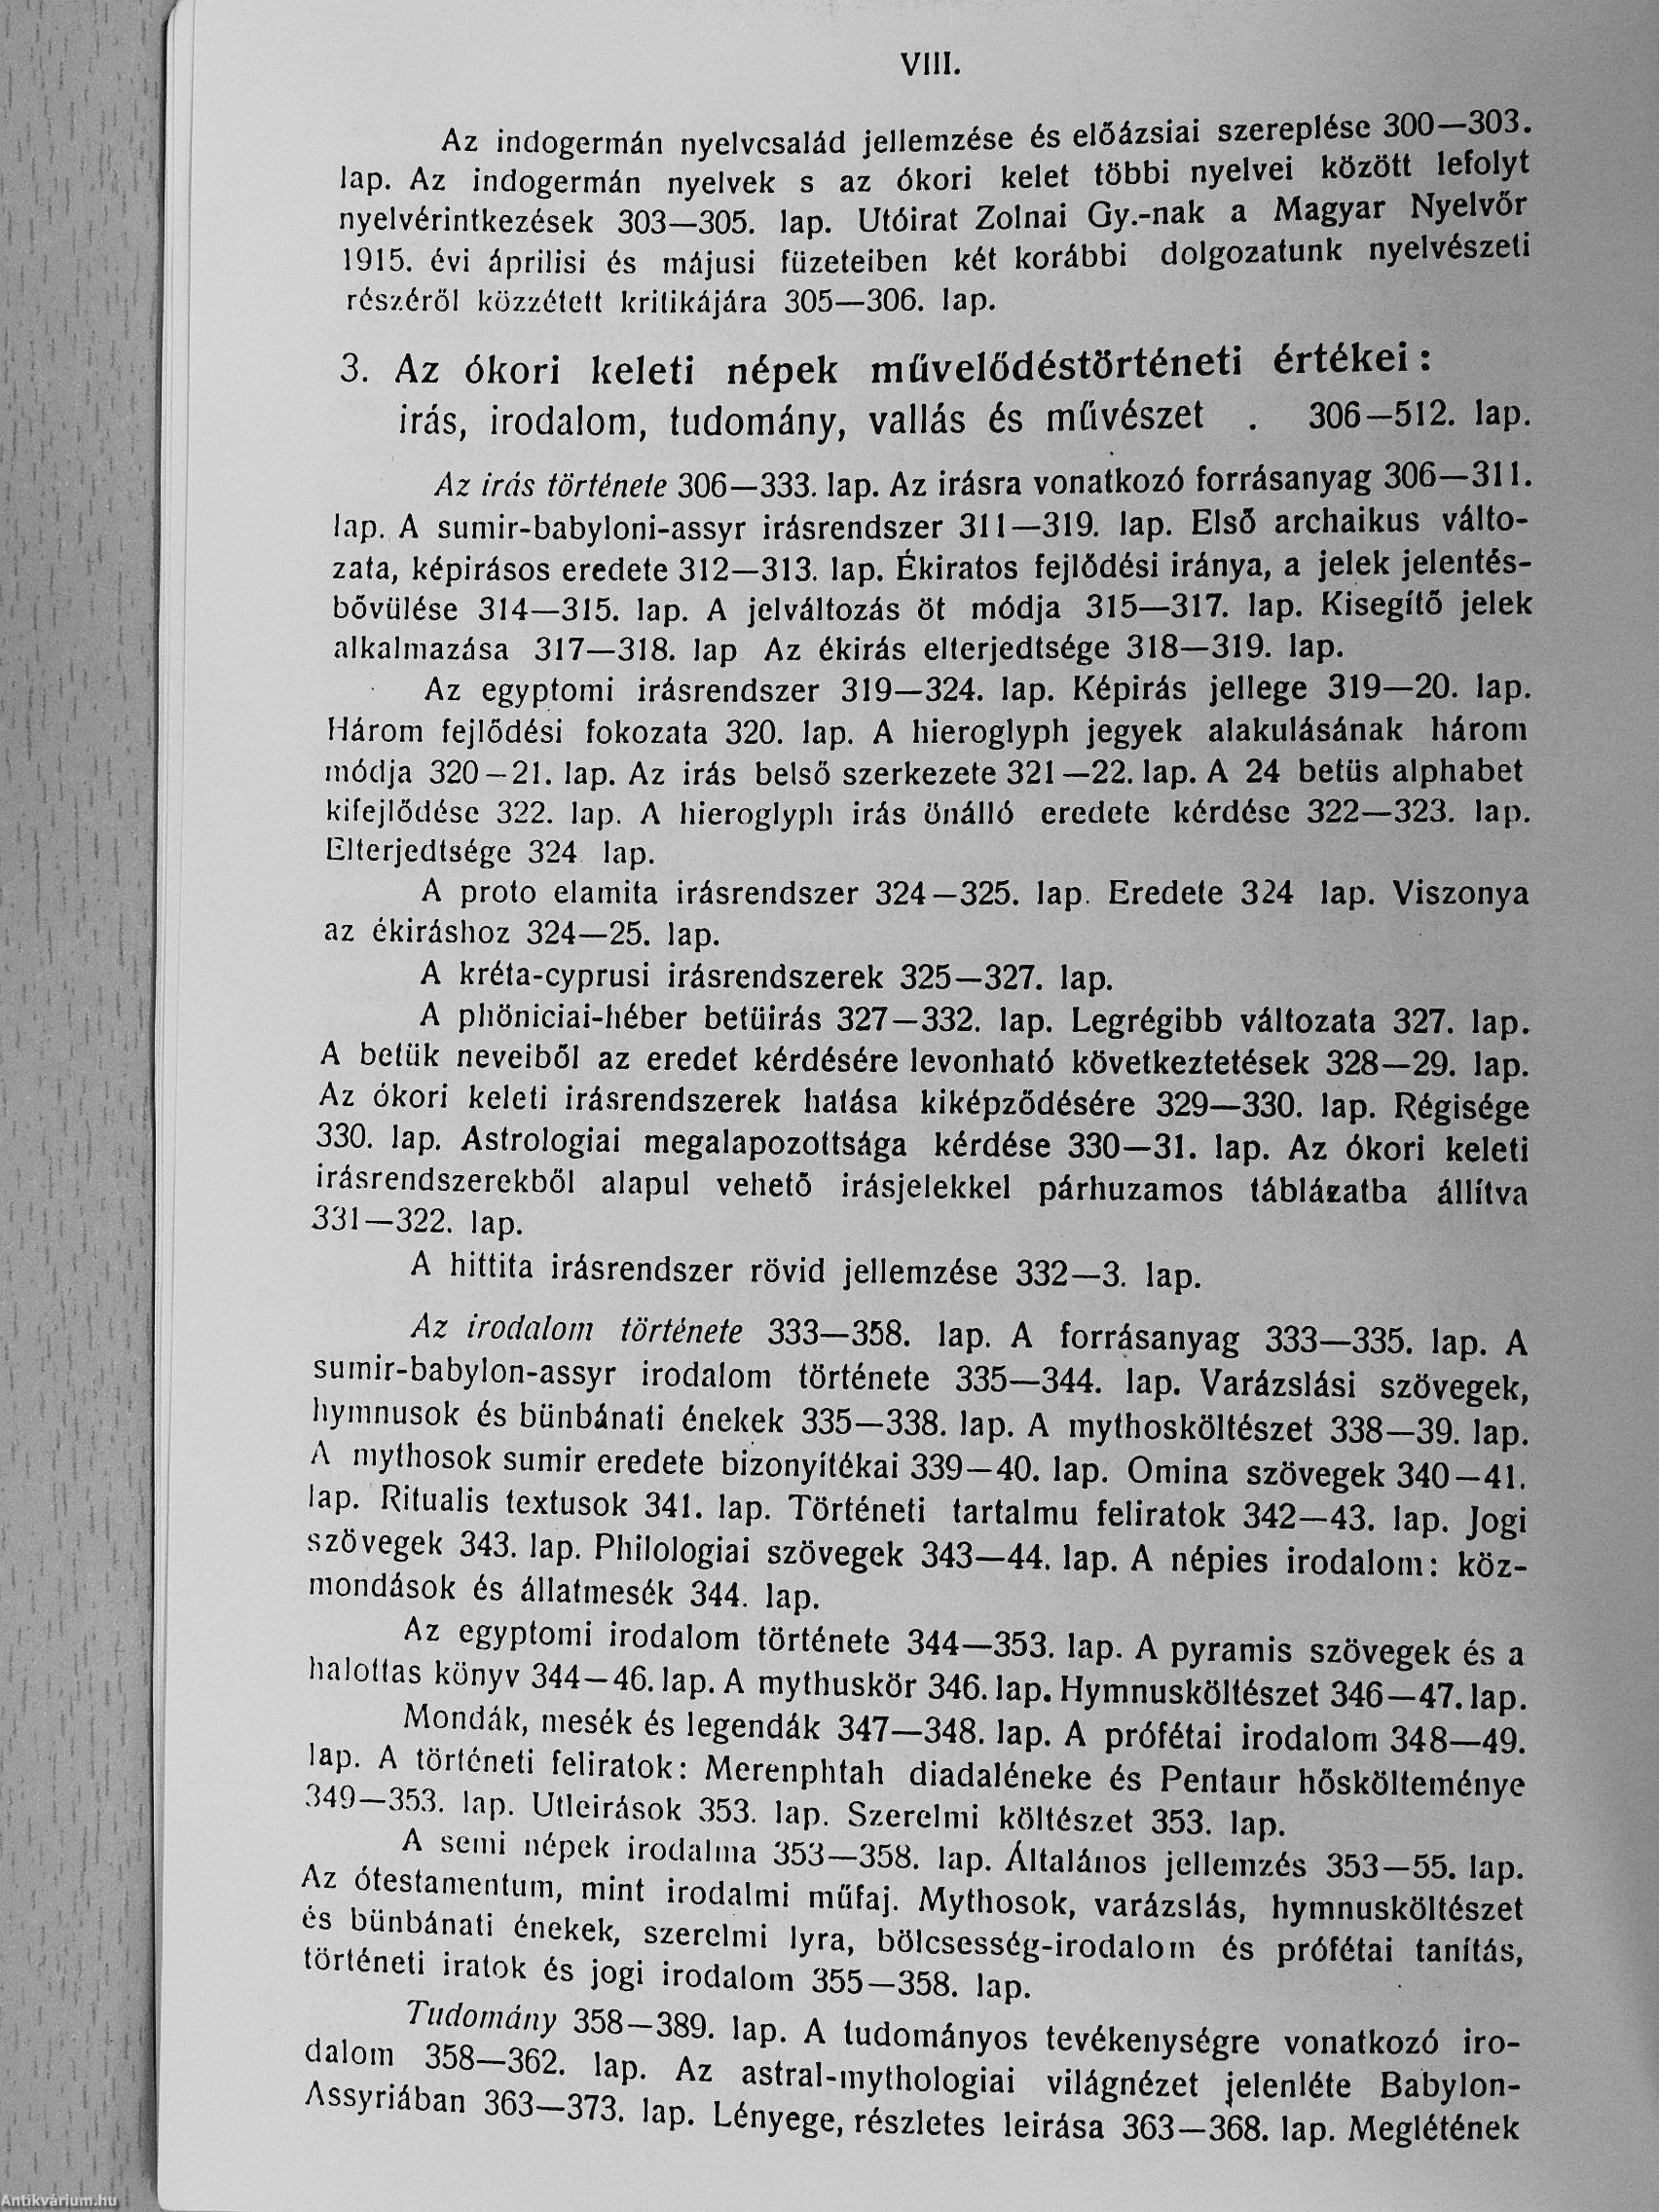 VIII.
Az indogermán nyelvcsalád jellemzése és előázsiai szereplése 300—303.
lap. Az indogermán nyelvek s az ókori kelet többi nyelvei között lefolyt
nyelvérintkezések 303—305. lap. Utóirat Zolnai Gy.-nak a Magyar Nyelvőr
1915. évi áprilisi és májusi füzeteiben két korábbi dolgozatunk nyelvészeti
részéről közzétett kritikájára 305—306. lap.
3. Az ókori keleti népek művelődéstörténeti értékei:
irás, irodalom, tudomány, vallás és művészet . 306—512. lap.
Az irás története 306—333. lap. Az irásra vonatkozó forrásanyag 306—311.
lap. A sumir-babyloni-assyr irásrendszer 311—319. lap. Első archaikus válto-
zata, képirásos eredete 312—313. lap. Ékiratos fejlődési iránya, a jelek jelentés-
bővülése 314—315. lap. A jelváltozás öt módja 315—317. lap. Kisegítő jelek
alkalmazása 317—318. lap Az ékirás elterjedtsége 318—319. lap.
Az egyptomi irásrendszer 319—324. lap. Képirás jellege 319—20. lap.
Három fejlődési fokozata 320. lap. A hieroglyph jegyek alakulásának három
módja 320—21. lap. Az irás belső szerkezete 321—22. lap. A 24 betüs alphabet
kifejlődése 322. lap. A hieroglyph irás önálló eredete kérdése 322—323. lap.
Elterjedtsége 324 lap.
A proto elamita irásrendszer 324—325. lap. Eredete 324 lap. Viszonya
az ékiráshoz 324—25. lap.
A kréta-cyprusi irásrendszerek 325—327. lap.
A phöniciai-héber betüirás 327—332. lap. Legrégibb változata 327. lap.
A betük neveiből az eredet kérdésére levonható következtetések 328—29. lap.
Az ókori keleti irásrendszerek hatása kiképződésére 329—330. lap. Régisége
330. lap. Astrologiai megalapozottsága kérdése 330—31. lap. Az ókori keleti
irásrendszerekből alapul vehető irásjelekkel párhuzamos táblázatba állítva
331—322. lap.
A hittita irásrendszer rövid jellemzése 332—3. lap.
Az irodalom története 333—358. lap. A forrásanyag 333—335. lap. A
sumir-babylon-assyr irodalom története 335—344. lap. Varázslási szövegek,
hymnusok és bünbánati énekek 335—338. lap. A mythosköltészet 338—39. lap.
A mythosok sumir eredete bizonyítékai 339—40. lap. Omina szövegek 340—41.
lap. Ritualis textusok 341. lap. Történeti tartalmu feliratok 342—43. lap. Jogi
szövegek 343. lap. Philologiai szövegek 343—44. lap. A népies irodalom: köz-
mondások és állatmesék 344. lap.
Az egyptomi irodalom története 344—353. lap. A pyramis szövegek és a
halottas könyv 344—46. lap. A mythuskör 346. lap. Hymnusköltészet 346—47. lap.
Mondák, mesék és legendák 347—348. lap. A prófétai irodalom 348—49.
lap. A történeti feliratok: Merenphtah diadaléneke és Pentaur hőskölteménye
349—353. lap. Utleirások 353. lap. Szerelmi költészet 353. lap.
A semi népek irodalma 353—358. lap. Általános jellemzés 353—55. lap.
Az ótestamentum, mint irodalmi műfaj. Mythosok, varázslás, hymnusköltészet
és bünbánati énekek, szerelmi lyra, bölcsesség-irodalom és prófétai tanítás,
történeti iratok és jogi irodalom 355—358. lap.
Tudomány 358—389. lap. A tudományos tevékenységre vonatkozó iro-
dalom 358—362. lap. Az astral-mythologiai világnézet jelenléte Babylon-
Assyriában 363—373. lap. Lényege, részletes leirása 363—368. lap. Meglétének
Antikvárium.hu